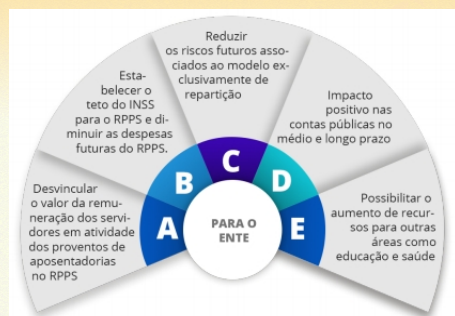 Desvincular
o valor da remu-
neração dos servi-
dores em atividade
dos proventos de
aposentadorias
no RPPS
A
Esta-
belecer o
teto do INSS
para o RPPS e di-
minuir as despesas
futuras do RPPS.
B
Reduzir
os riscos futuros asso-
ciados ao modelo ex-
clusivamente de
repartição
C
Impacto
positivo nas
contas públicas no
médio e longo prazo
D
Possibilitar o
aumento de recur-
sos para outras
áreas como
educação e saúde
E
PARA O
ENTE